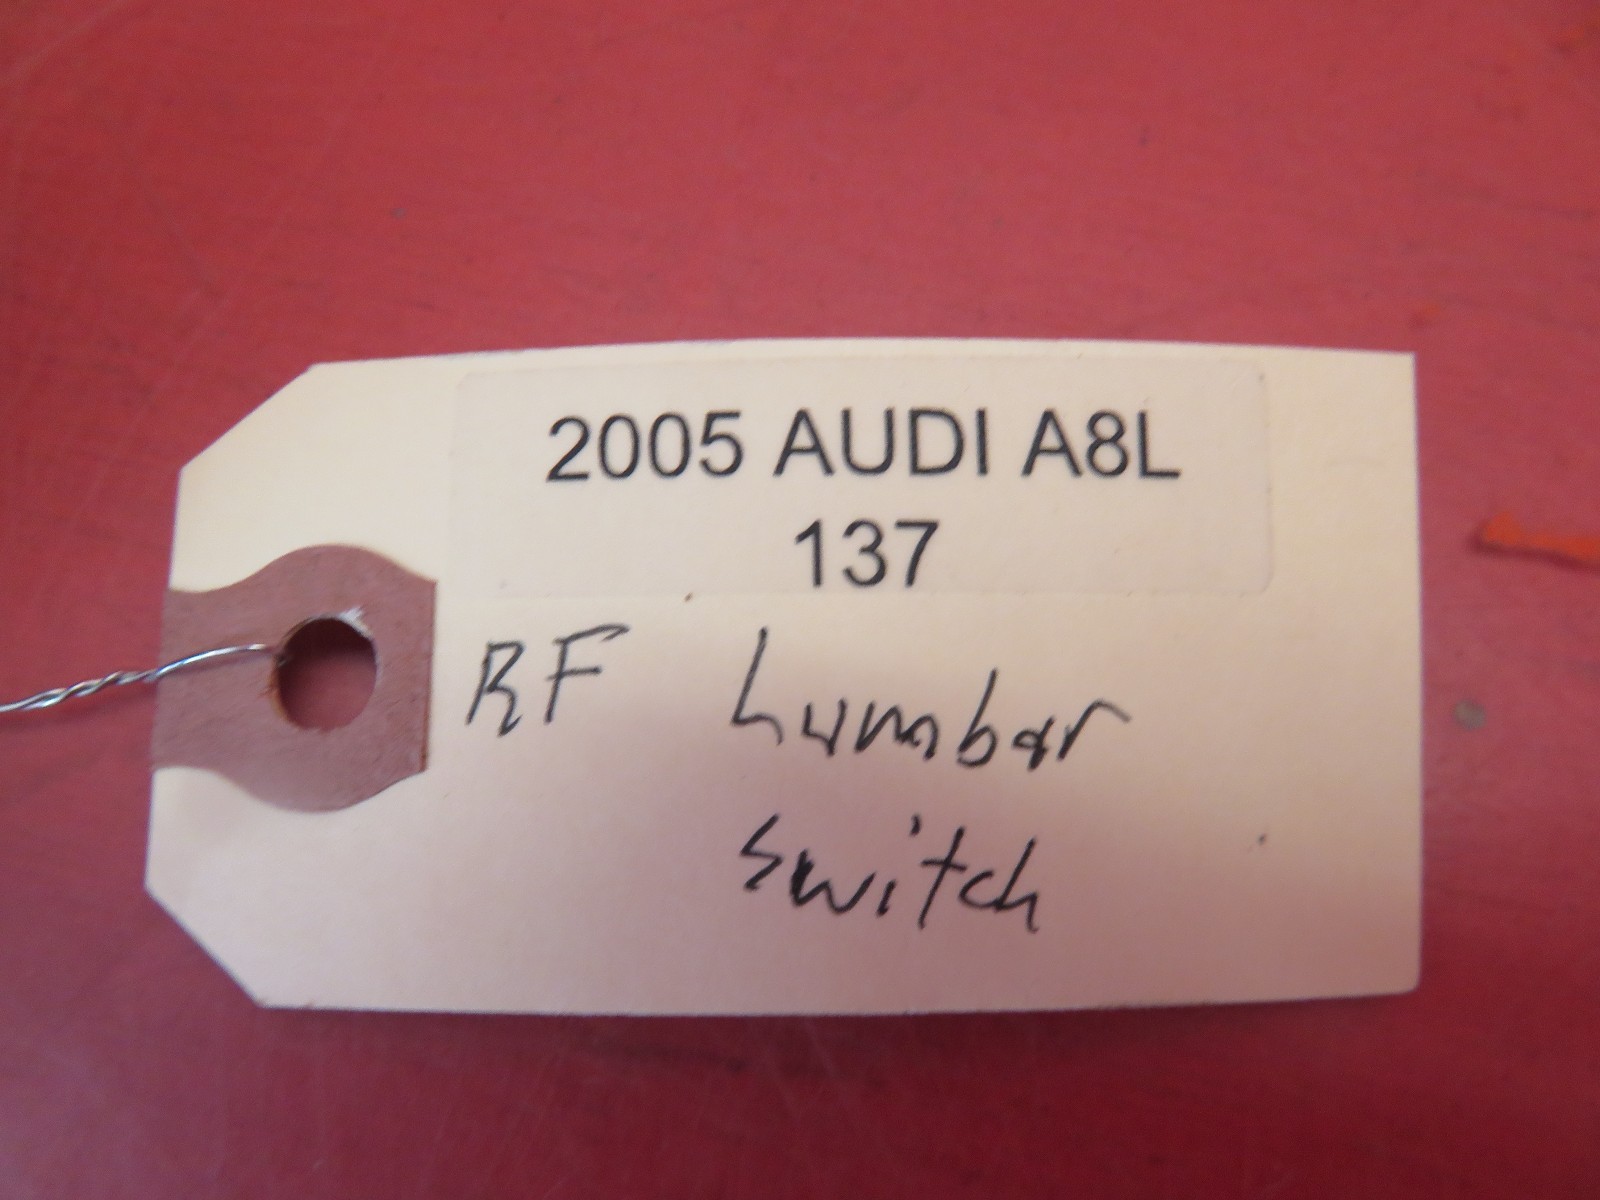 2005 AUDI A8L
137
RF Lumbar
switch